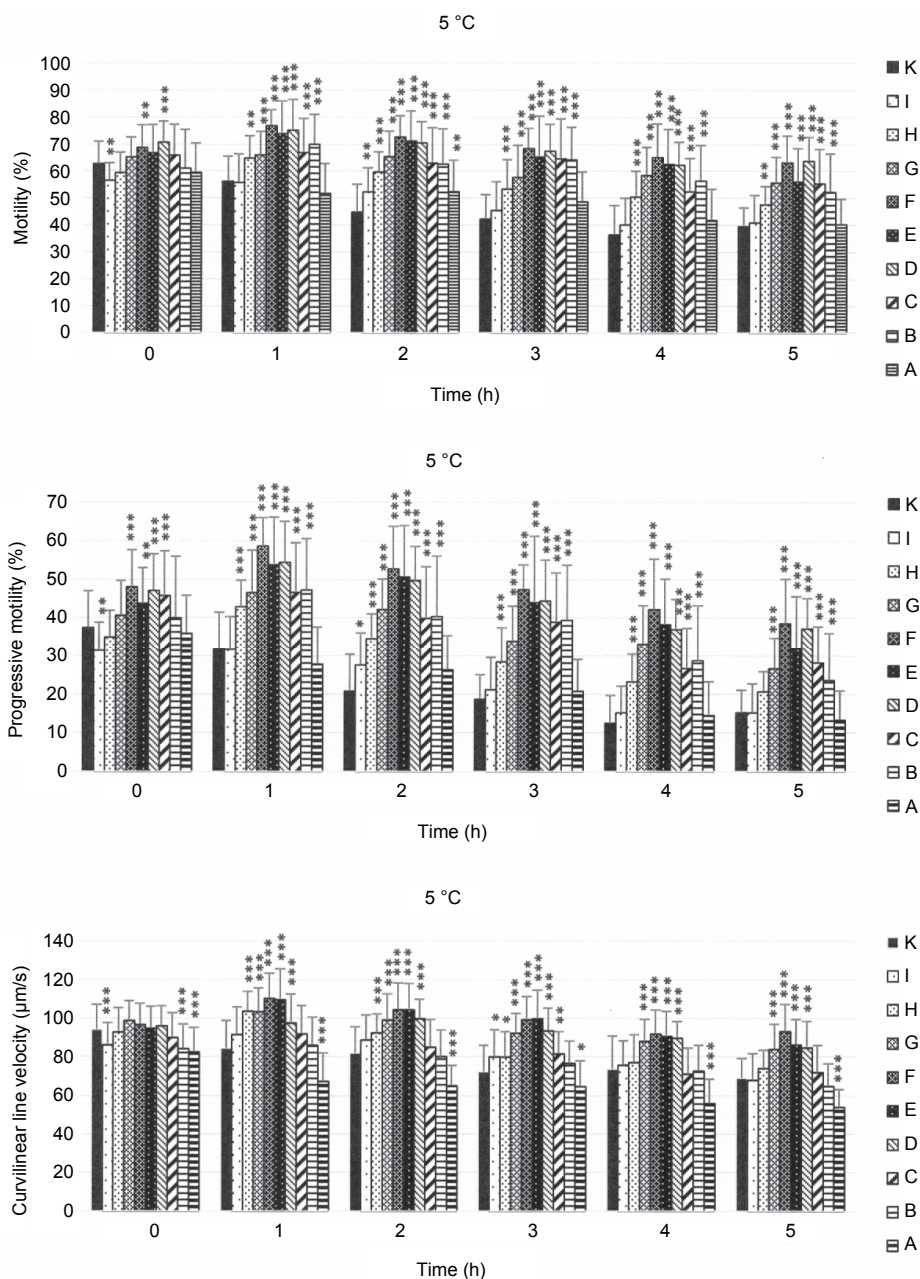 5 °C
Motility (%)
100
90
80
70
60
50
40
30
20
10
0
** ** ***
*** *** *** *** *** *** ***
** *** *** *** *** *** *** *** **
*** *** *** *** *** *** ***
*** *** *** *** *** *** ***
** *** *** *** *** *** ***
0 1 2 3 4 5
Time (h)
K
I
H
G
F
E
D
C
B
A
5 °C
Progressive motility (%)
70
60
50
40
30
20
10
0
** *** ** *** ***
*** *** *** *** *** *** ***
* *** *** *** *** *** *** ***
*** *** *** *** *** *** ***
*** *** *** *** *** *** ***
*** *** *** *** ***
0 1 2 3 4 5
Time (h)
K
I
H
G
F
E
D
C
B
A
5 °C
Curvilinear line velocity (µm/s)
140
120
100
80
60
40
20
0
*** *** ***
*** *** *** *** *** ***
*** *** *** *** *** ***
* * *** *** *** *** ** *
*** *** *** *** ***
*** *** *** *** ***
0 1 2 3 4 5
Time (h)
K
I
H
G
F
E
D
C
B
A